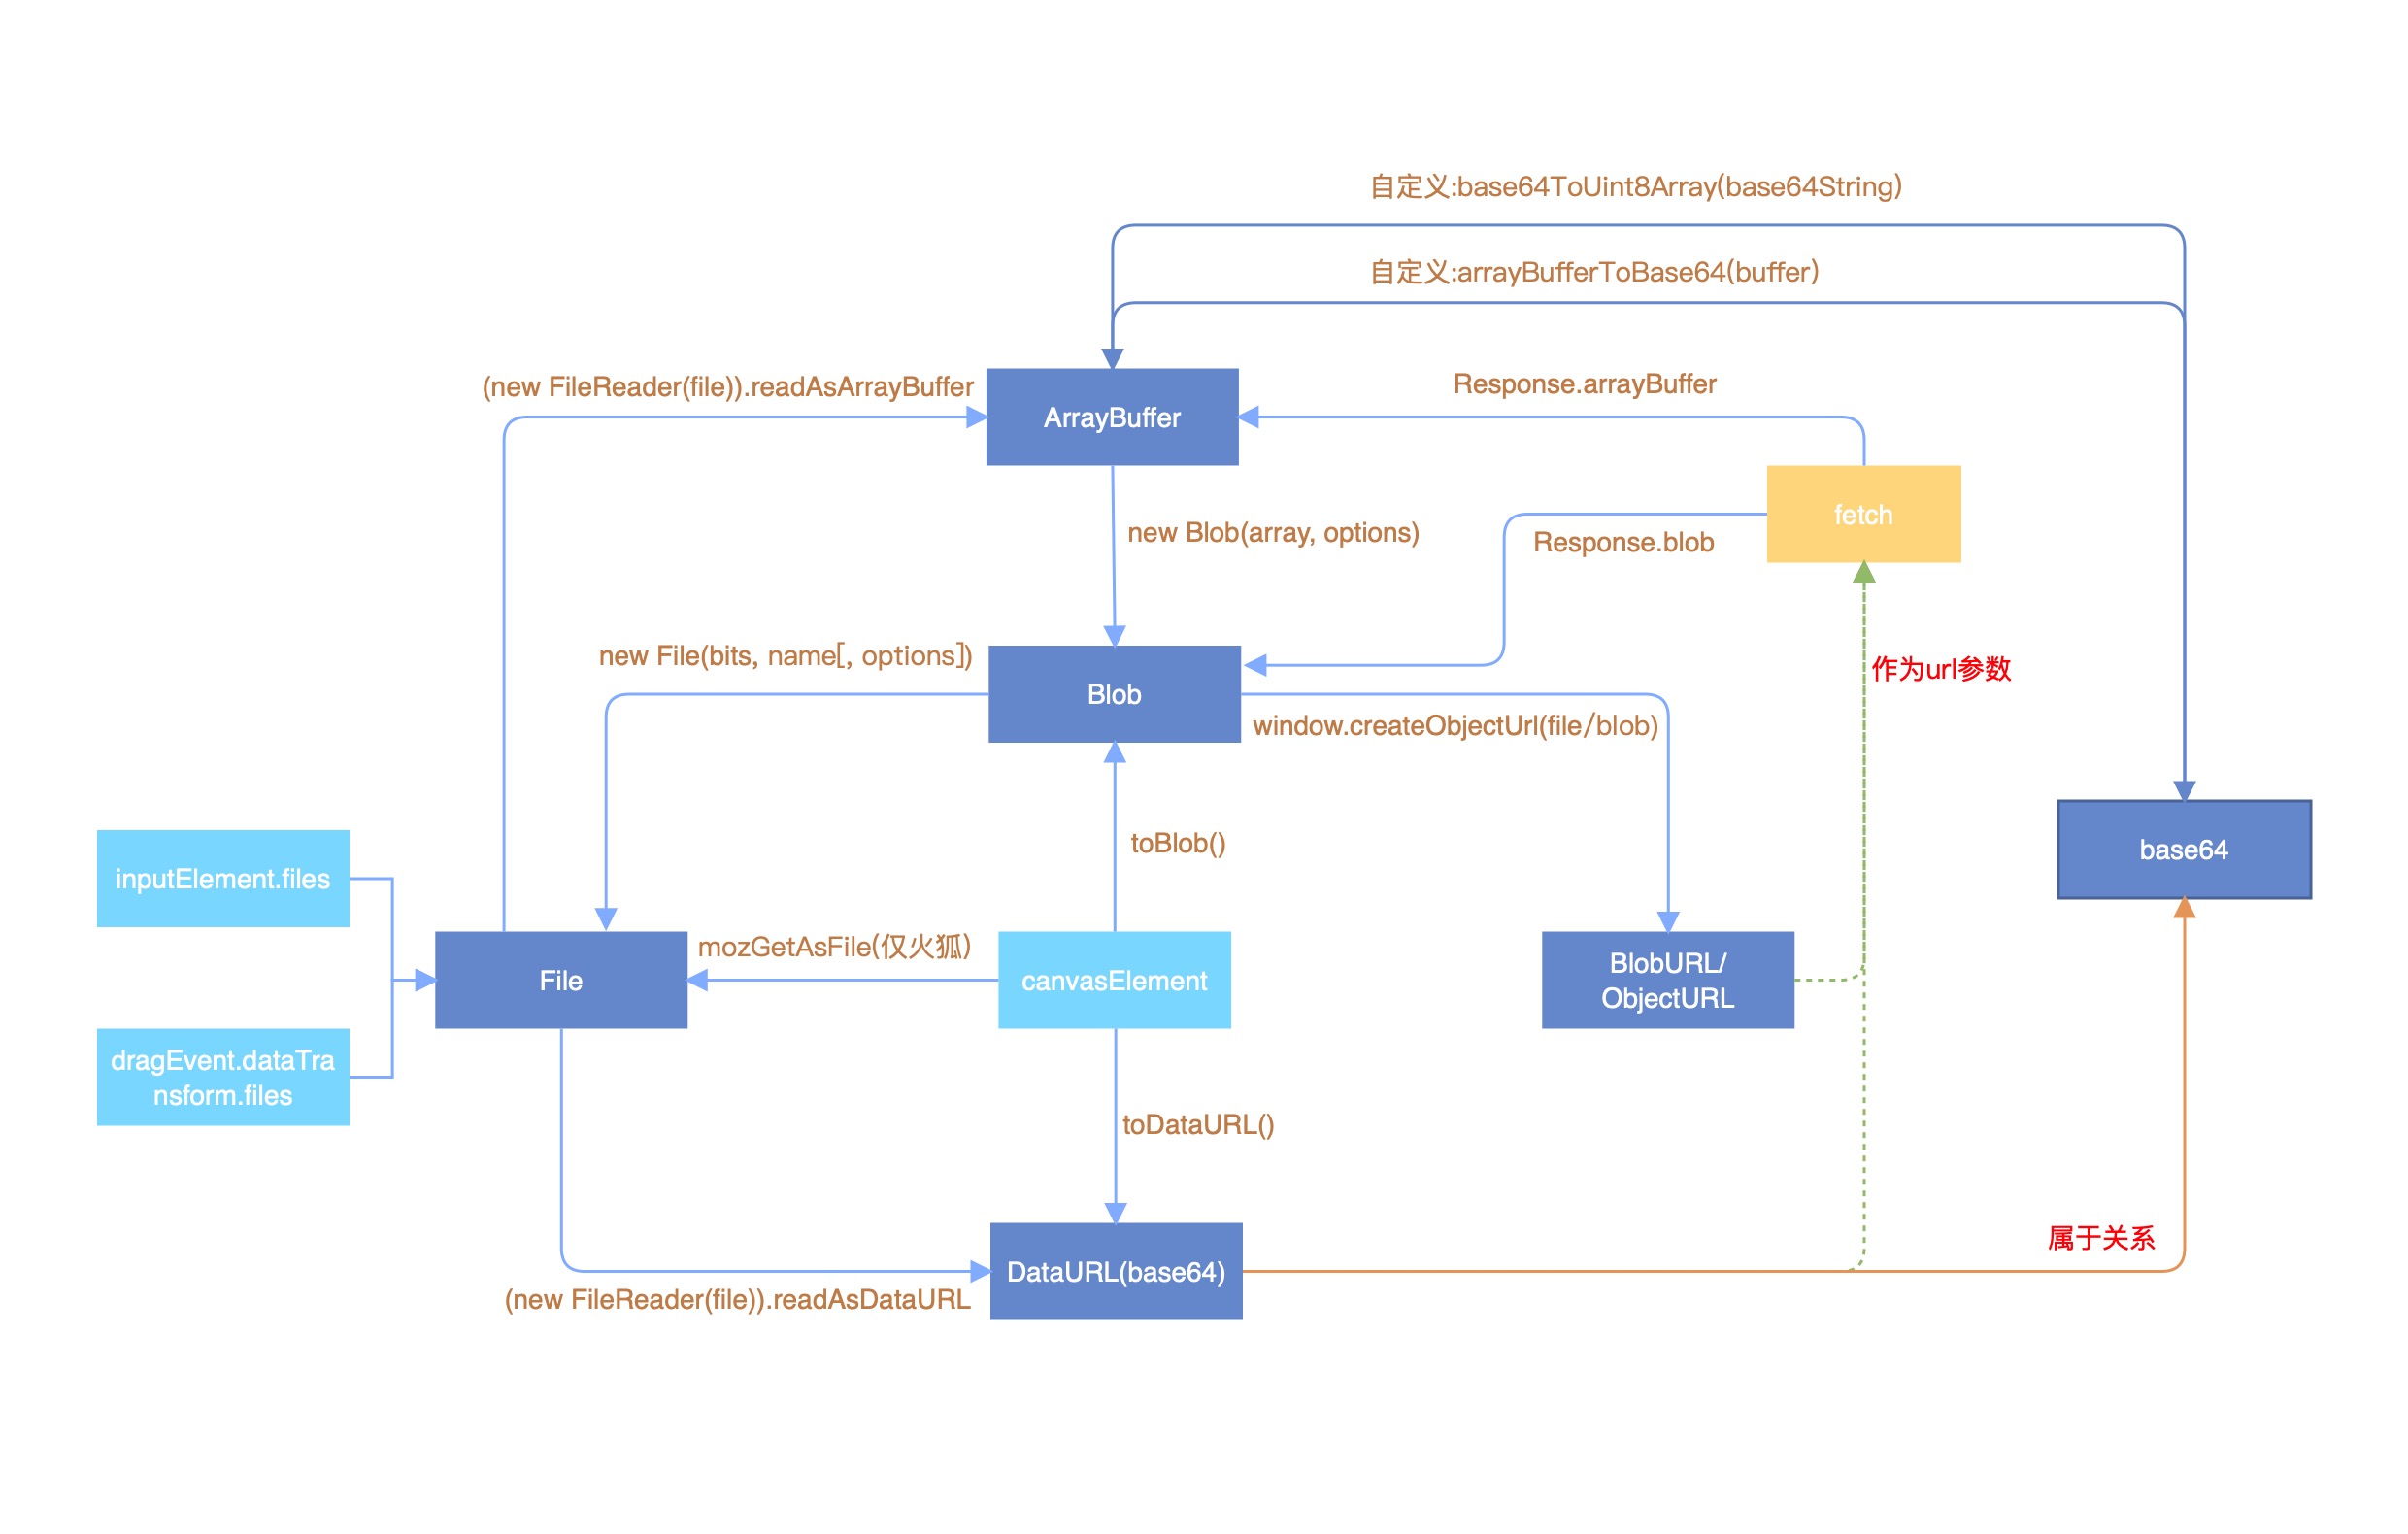 自定义:base64ToUint8Array(base64String)
自定义:arrayBufferToBase64(buffer)
(new FileReader(file)).readAsArrayBuffer
Response.arrayBuffer
ArrayBuffer
fetch
new Blob(array, options)
Response.blob
new File(bits, name[, options])
作为url参数
Blob
window.createObjectUrl(file/blob)
toBlob()
base64
inputElement.files
mozGetAsFile(仅火狐)
File
canvasElement
BlobURL/
ObjectURL
dragEvent.dataTra
nsform.files
toDataURL()
属于关系
DataURL(base64)
(new FileReader(file)).readAsDataURL